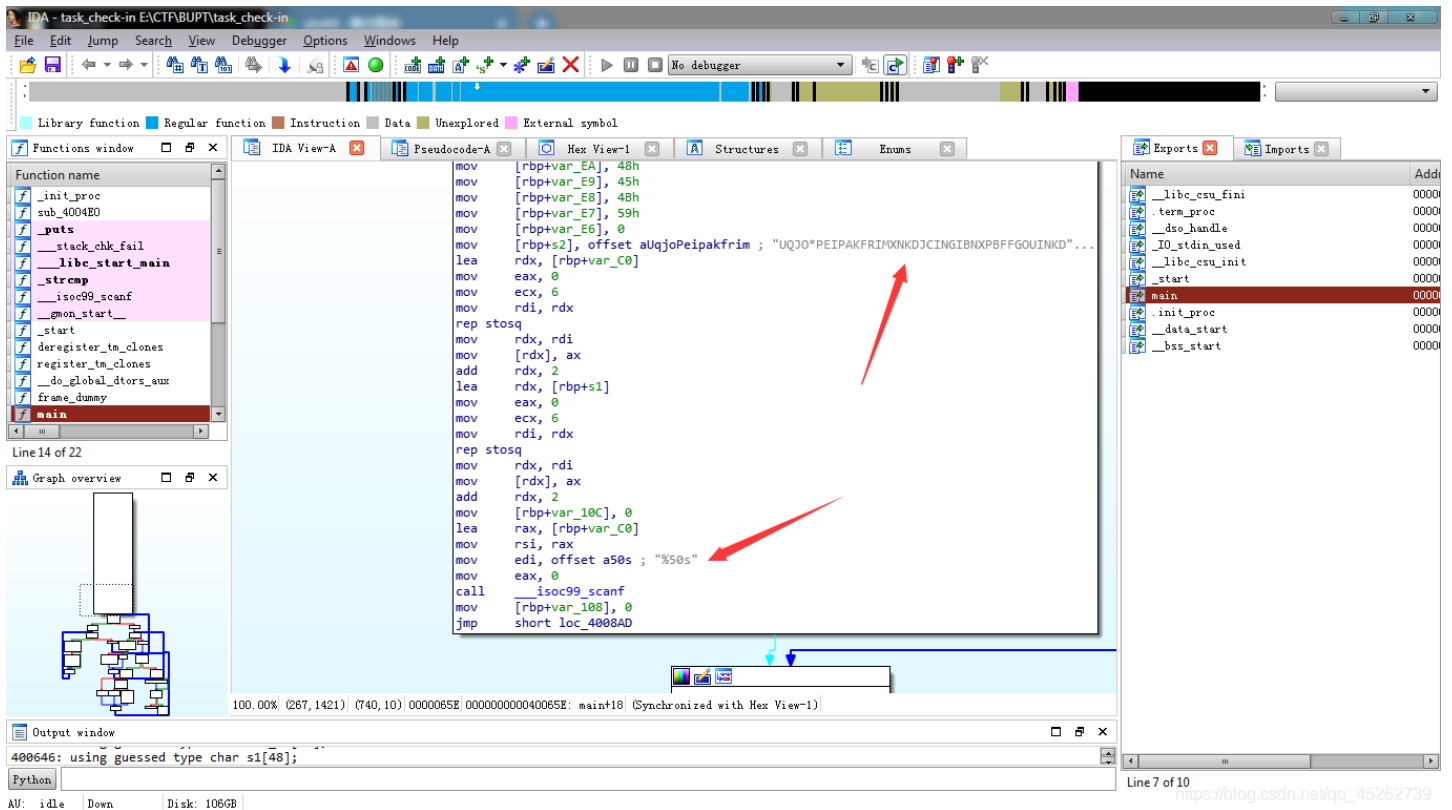 IDA - task_check-in E:\CTF\BUPT\task_check-in
File Edit Jump Search View Debugger Options Windows Help
No debugger
Library function Regular function Instruction Data Unexplored External symbol
Functions window
IDA View-A Pseudocode-A Hex View-1 Structures Enums
Exports Imports
Function name
_init_proc
sub_4004E0
_puts
___stack_chk_fail
___libc_start_main
_strcmp
___isoc99_scanf
__gmon_start__
_start
deregister_tm_clones
register_tm_clones
__do_global_dtors_aux
frame_dummy
main
Line 14 of 22
Graph overview
mov [rbp+var_EA], 48h
mov [rbp+var_E9], 45h
mov [rbp+var_E8], 4Bh
mov [rbp+var_E7], 59h
mov [rbp+var_E6], 0
mov [rbp+s2], offset aUqjoPeipakfrim ; "UQJO*PEIPAKFRIMXNKDJCINGIBNXPBFFGOUINKD"...
lea rdx, [rbp+var_C0]
mov eax, 0
mov ecx, 6
mov rdi, rdx
rep stosq
mov rdx, rdi
mov [rdx], ax
add rdx, 2
lea rdx, [rbp+s1]
mov eax, 0
mov ecx, 6
mov rdi, rdx
rep stosq
mov rdx, rdi
mov [rdx], ax
add rdx, 2
mov [rbp+var_10C], 0
lea rax, [rbp+var_C0]
mov rsi, rax
mov edi, offset a50s ; "%50s"
mov eax, 0
call ___isoc99_scanf
mov [rbp+var_108], 0
jmp short loc_4008AD
100.00% (267,1421) (740,10) 0000065E 000000000040065E: main+18 (Synchronized with Hex View-1)
Name Addr
__libc_csu_fini 0000
.term_proc 0000
__dso_handle 0000
_IO_stdin_used 0000
__libc_csu_init 0000
_start 0000
main 0000
.init_proc 0000
__data_start 0000
__bss_start 0000
Line 7 of 10
Output window
400646: using guessed type char s1[48];
Python
AU: idle Down Disk: 106GB
https://blog.csdn.net/qq_45262739